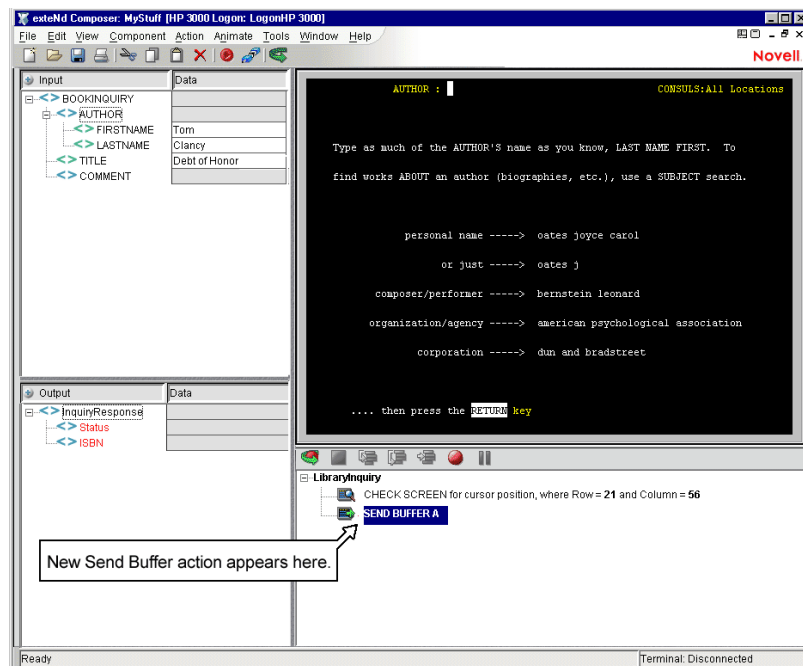 exteNd Composer: MyStuff [HP 3000 Logon: LogonHP 3000]
File Edit View Component Action Animate Tools Window Help
Novell.
Input Data
BOOKINQUIRY
AUTHOR
FIRSTNAME Tom
LASTNAME Clancy
TITLE Debt of Honor
COMMENT
AUTHOR : CONSULS:All Locations
Type as much of the AUTHOR'S name as you know, LAST NAME FIRST. To
find works ABOUT an author (biographies, etc.), use a SUBJECT search.
personal name -----> oates joyce carol
or just -----> oates j
composer/performer -----> bernstein leonard
organization/agency -----> american psychological association
corporation -----> dun and bradstreet
.... then press the RETURN key
Output Data
InquiryResponse
Status
ISBN
LibraryInquiry
CHECK SCREEN for cursor position, where Row = 21 and Column = 56
SEND BUFFER A
New Send Buffer action appears here.
Ready Terminal: Disconnected